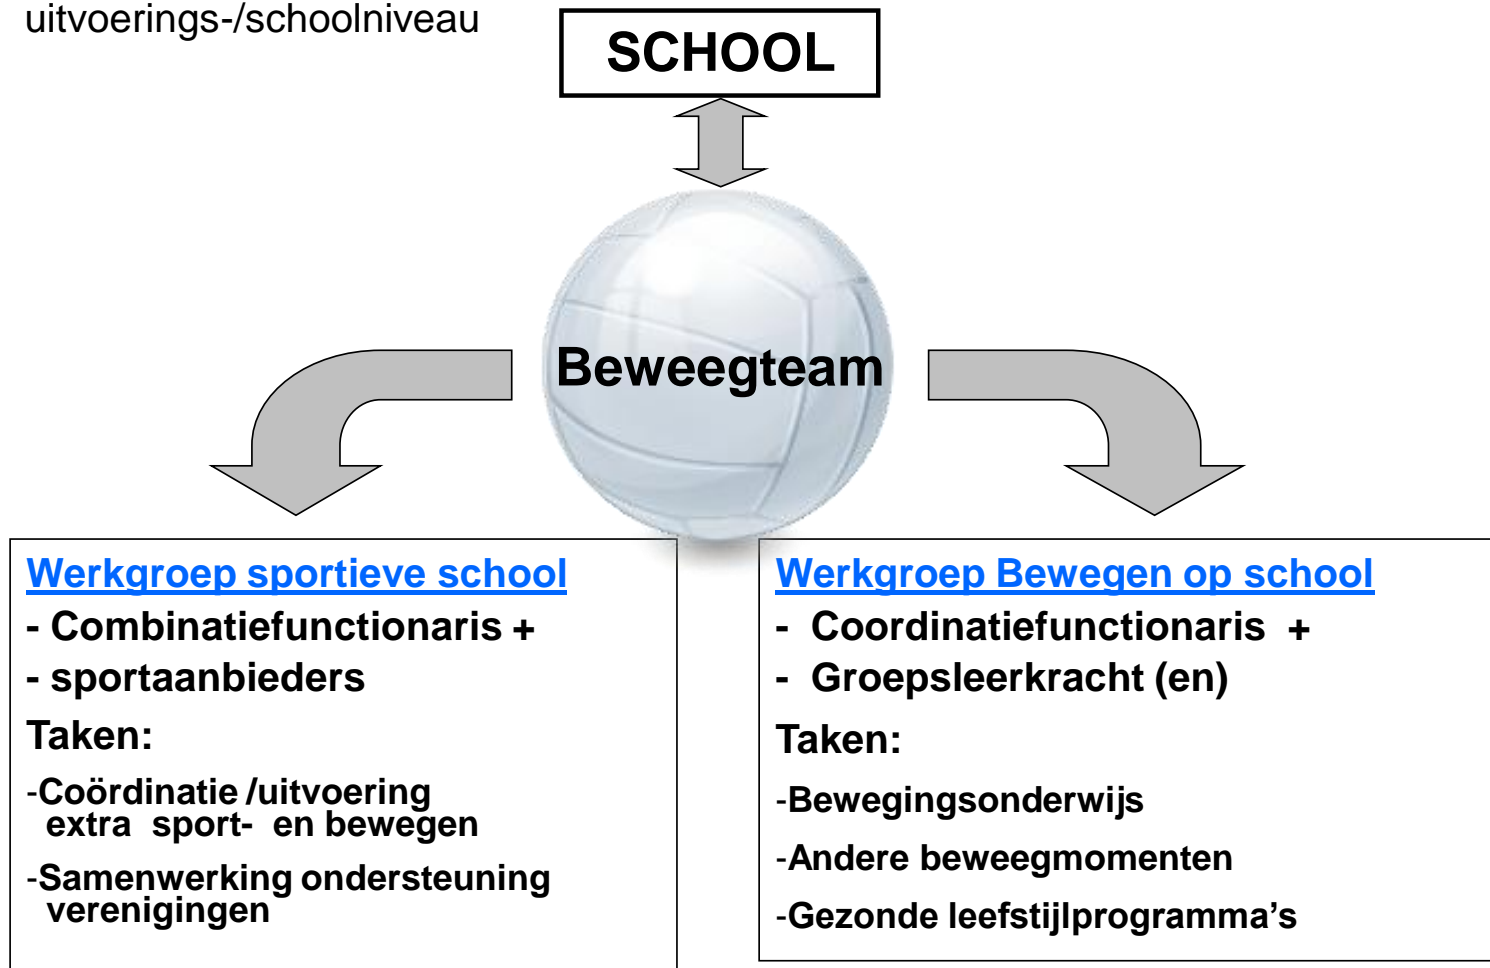 uitvoerings-/schoolniveau
SCHOOL
Beweegteam
Werkgroep sportieve school
- Combinatiefunctionaris +
- sportaanbieders
Taken:
-Coördinatie /uitvoering
extra sport- en bewegen
-Samenwerking ondersteuning
verenigingen
Werkgroep Bewegen op school
- Coordinatiefunctionaris +
- Groepsleerkracht (en)
Taken:
-Bewegingsonderwijs
-Andere beweegmomenten
-Gezonde leefstijlprogramma’s